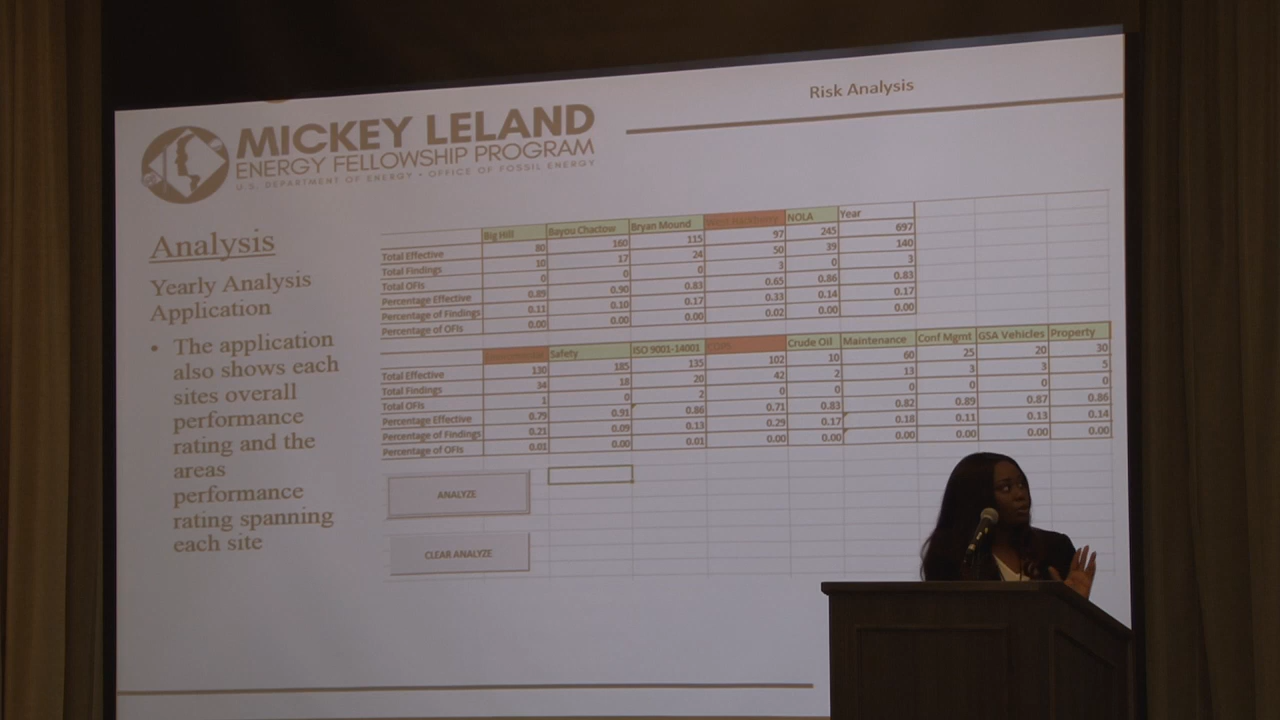 Risk Analysis
MICKEY LELAND
ENERGY FELLOWSHIP PROGRAM
U.S. DEPARTMENT OF ENERGY • OFFICE OF FOSSIL ENERGY
Analysis
Yearly Analysis
Application
• The application
also shows each
sites overall
performance
rating and the
areas
performance
rating spanning
each site
Big Hill Bayou Chactow Bryan Mound West Hackberry NOLA Year
Total Effective 80 160 115 97 245 697
Total Findings 10 17 24 50 39 140
Total OFIs 0 0 0 3 0 3
Percentage Effective 0.89 0.90 0.83 0.65 0.86 0.83
Percentage of Findings 0.11 0.10 0.17 0.33 0.14 0.17
Percentage of OFIs 0.00 0.00 0.00 0.02 0.00 0.00
Safety ISO 9001-14001 Crude Oil Maintenance Conf Mgmt GSA Vehicles Property
Total Effective 130 185 135 102 10 60 25 20 30
Total Findings 34 18 20 42 2 13 3 3 5
Total OFIs 1 0 2 0 0 0 0 0 0
Percentage Effective 0.79 0.91 0.86 0.71 0.83 0.82 0.89 0.87 0.86
Percentage of Findings 0.21 0.09 0.13 0.29 0.17 0.18 0.11 0.13 0.14
Percentage of OFIs 0.01 0.00 0.01 0.00 0.00 0.00 0.00 0.00 0.00
ANALYZE
CLEAR ANALYZE